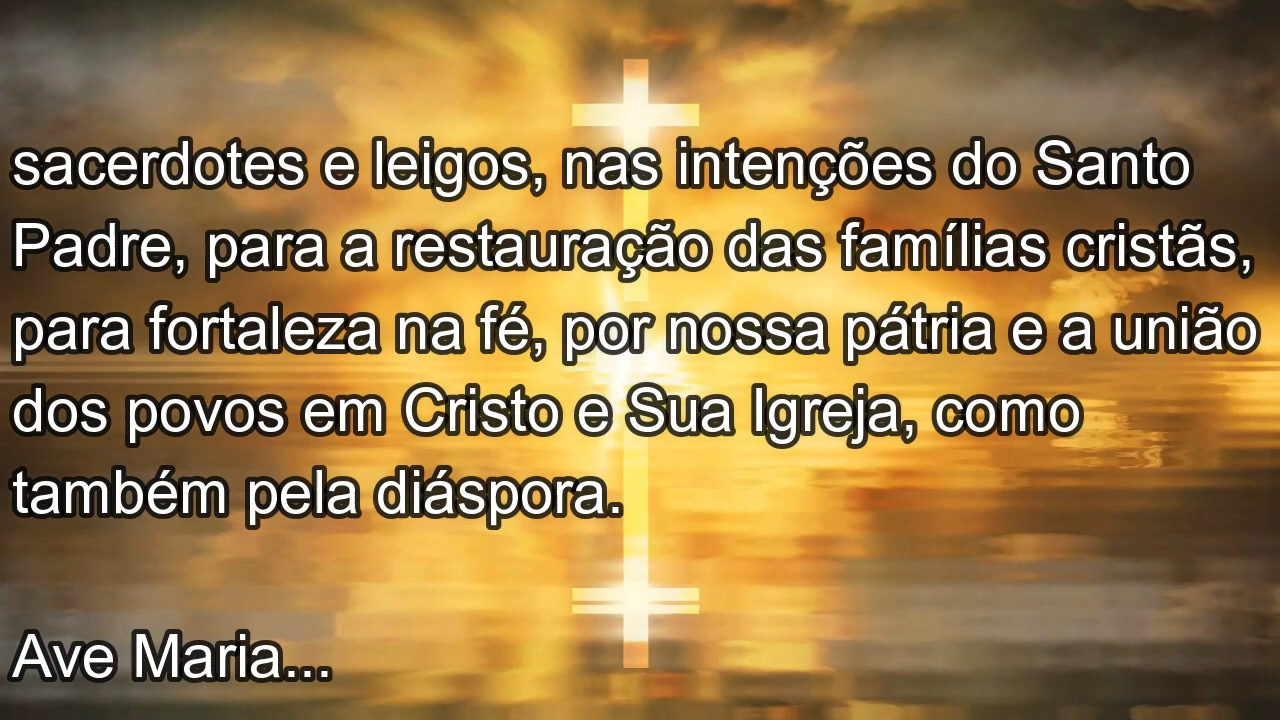 sacerdotes e leigos, nas intenções do Santo
Padre, para a restauração das famílias cristãs,
para fortaleza na fé, por nossa pátria e a união
dos povos em Cristo e Sua Igreja, como
também pela diáspora.
Ave Maria...